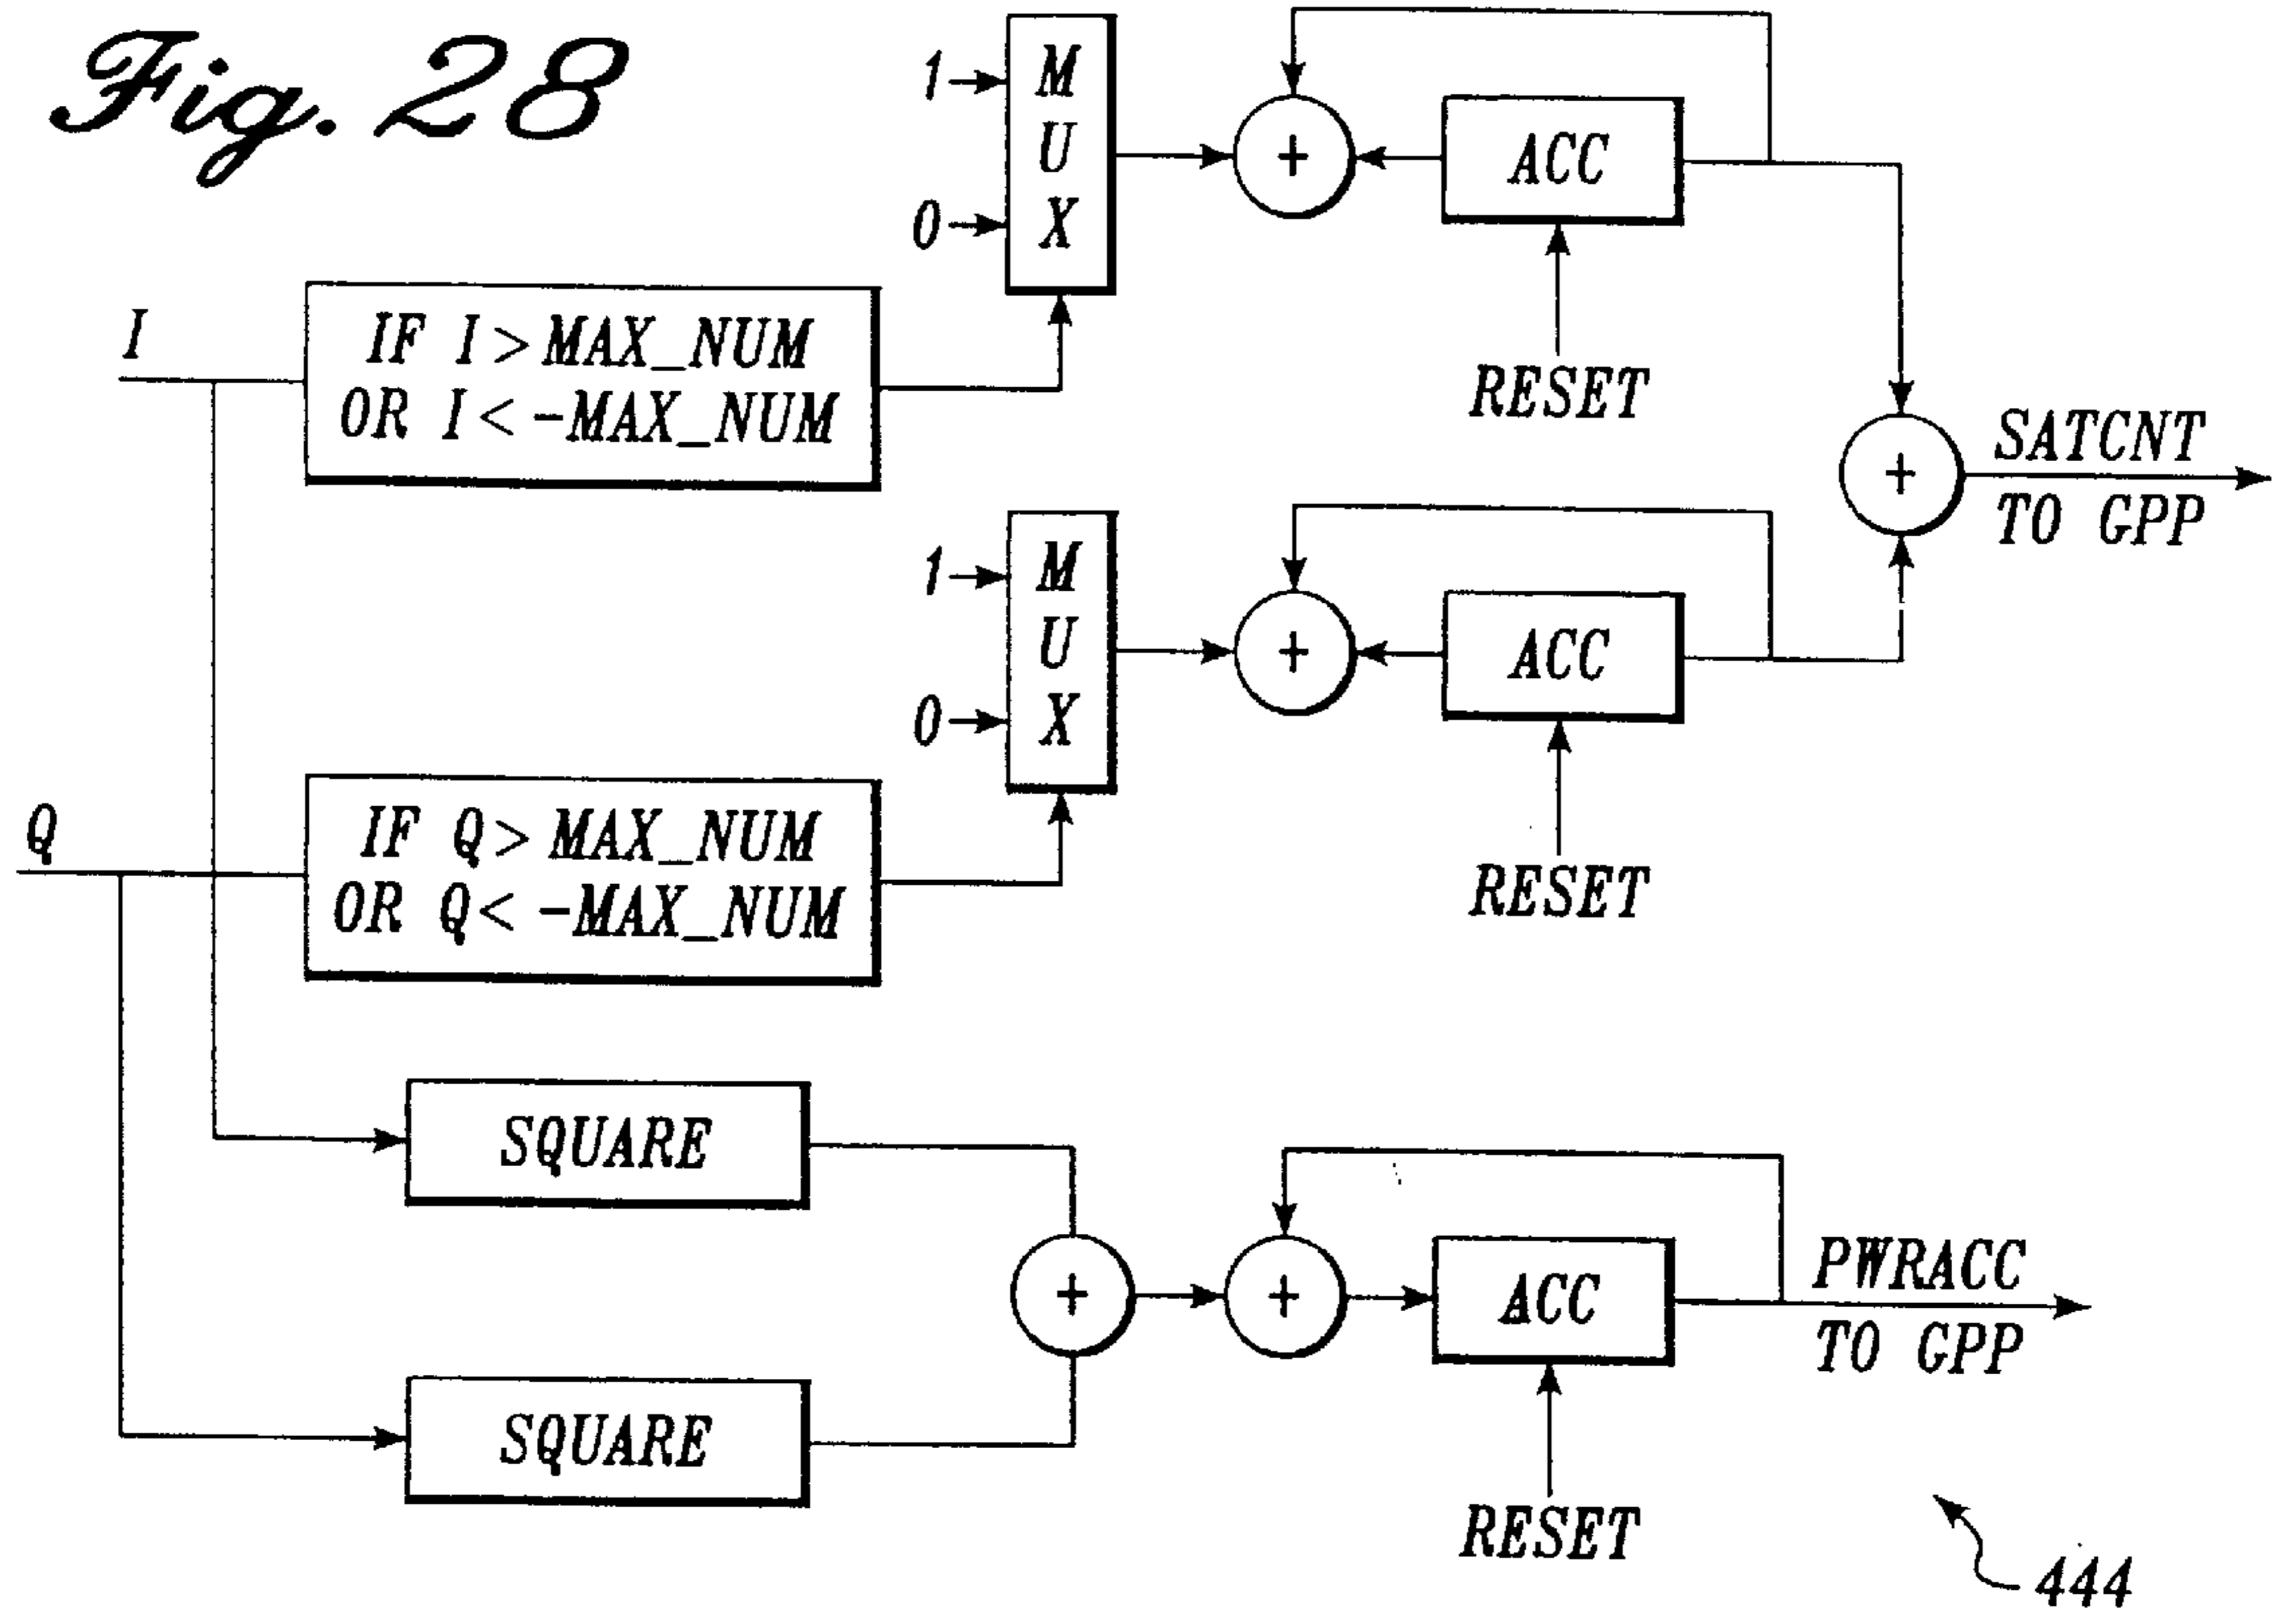 Fig. 28
1
M
U
X
0
+
ACC
RESET
I
IF I > MAX_NUM
OR I < -MAX_NUM
+
SATCNT
TO GPP
1
M
U
X
0
+
ACC
RESET
Q
IF Q > MAX_NUM
OR Q < -MAX_NUM
SQUARE
+
+
ACC
PWRACC
TO GPP
SQUARE
RESET
444